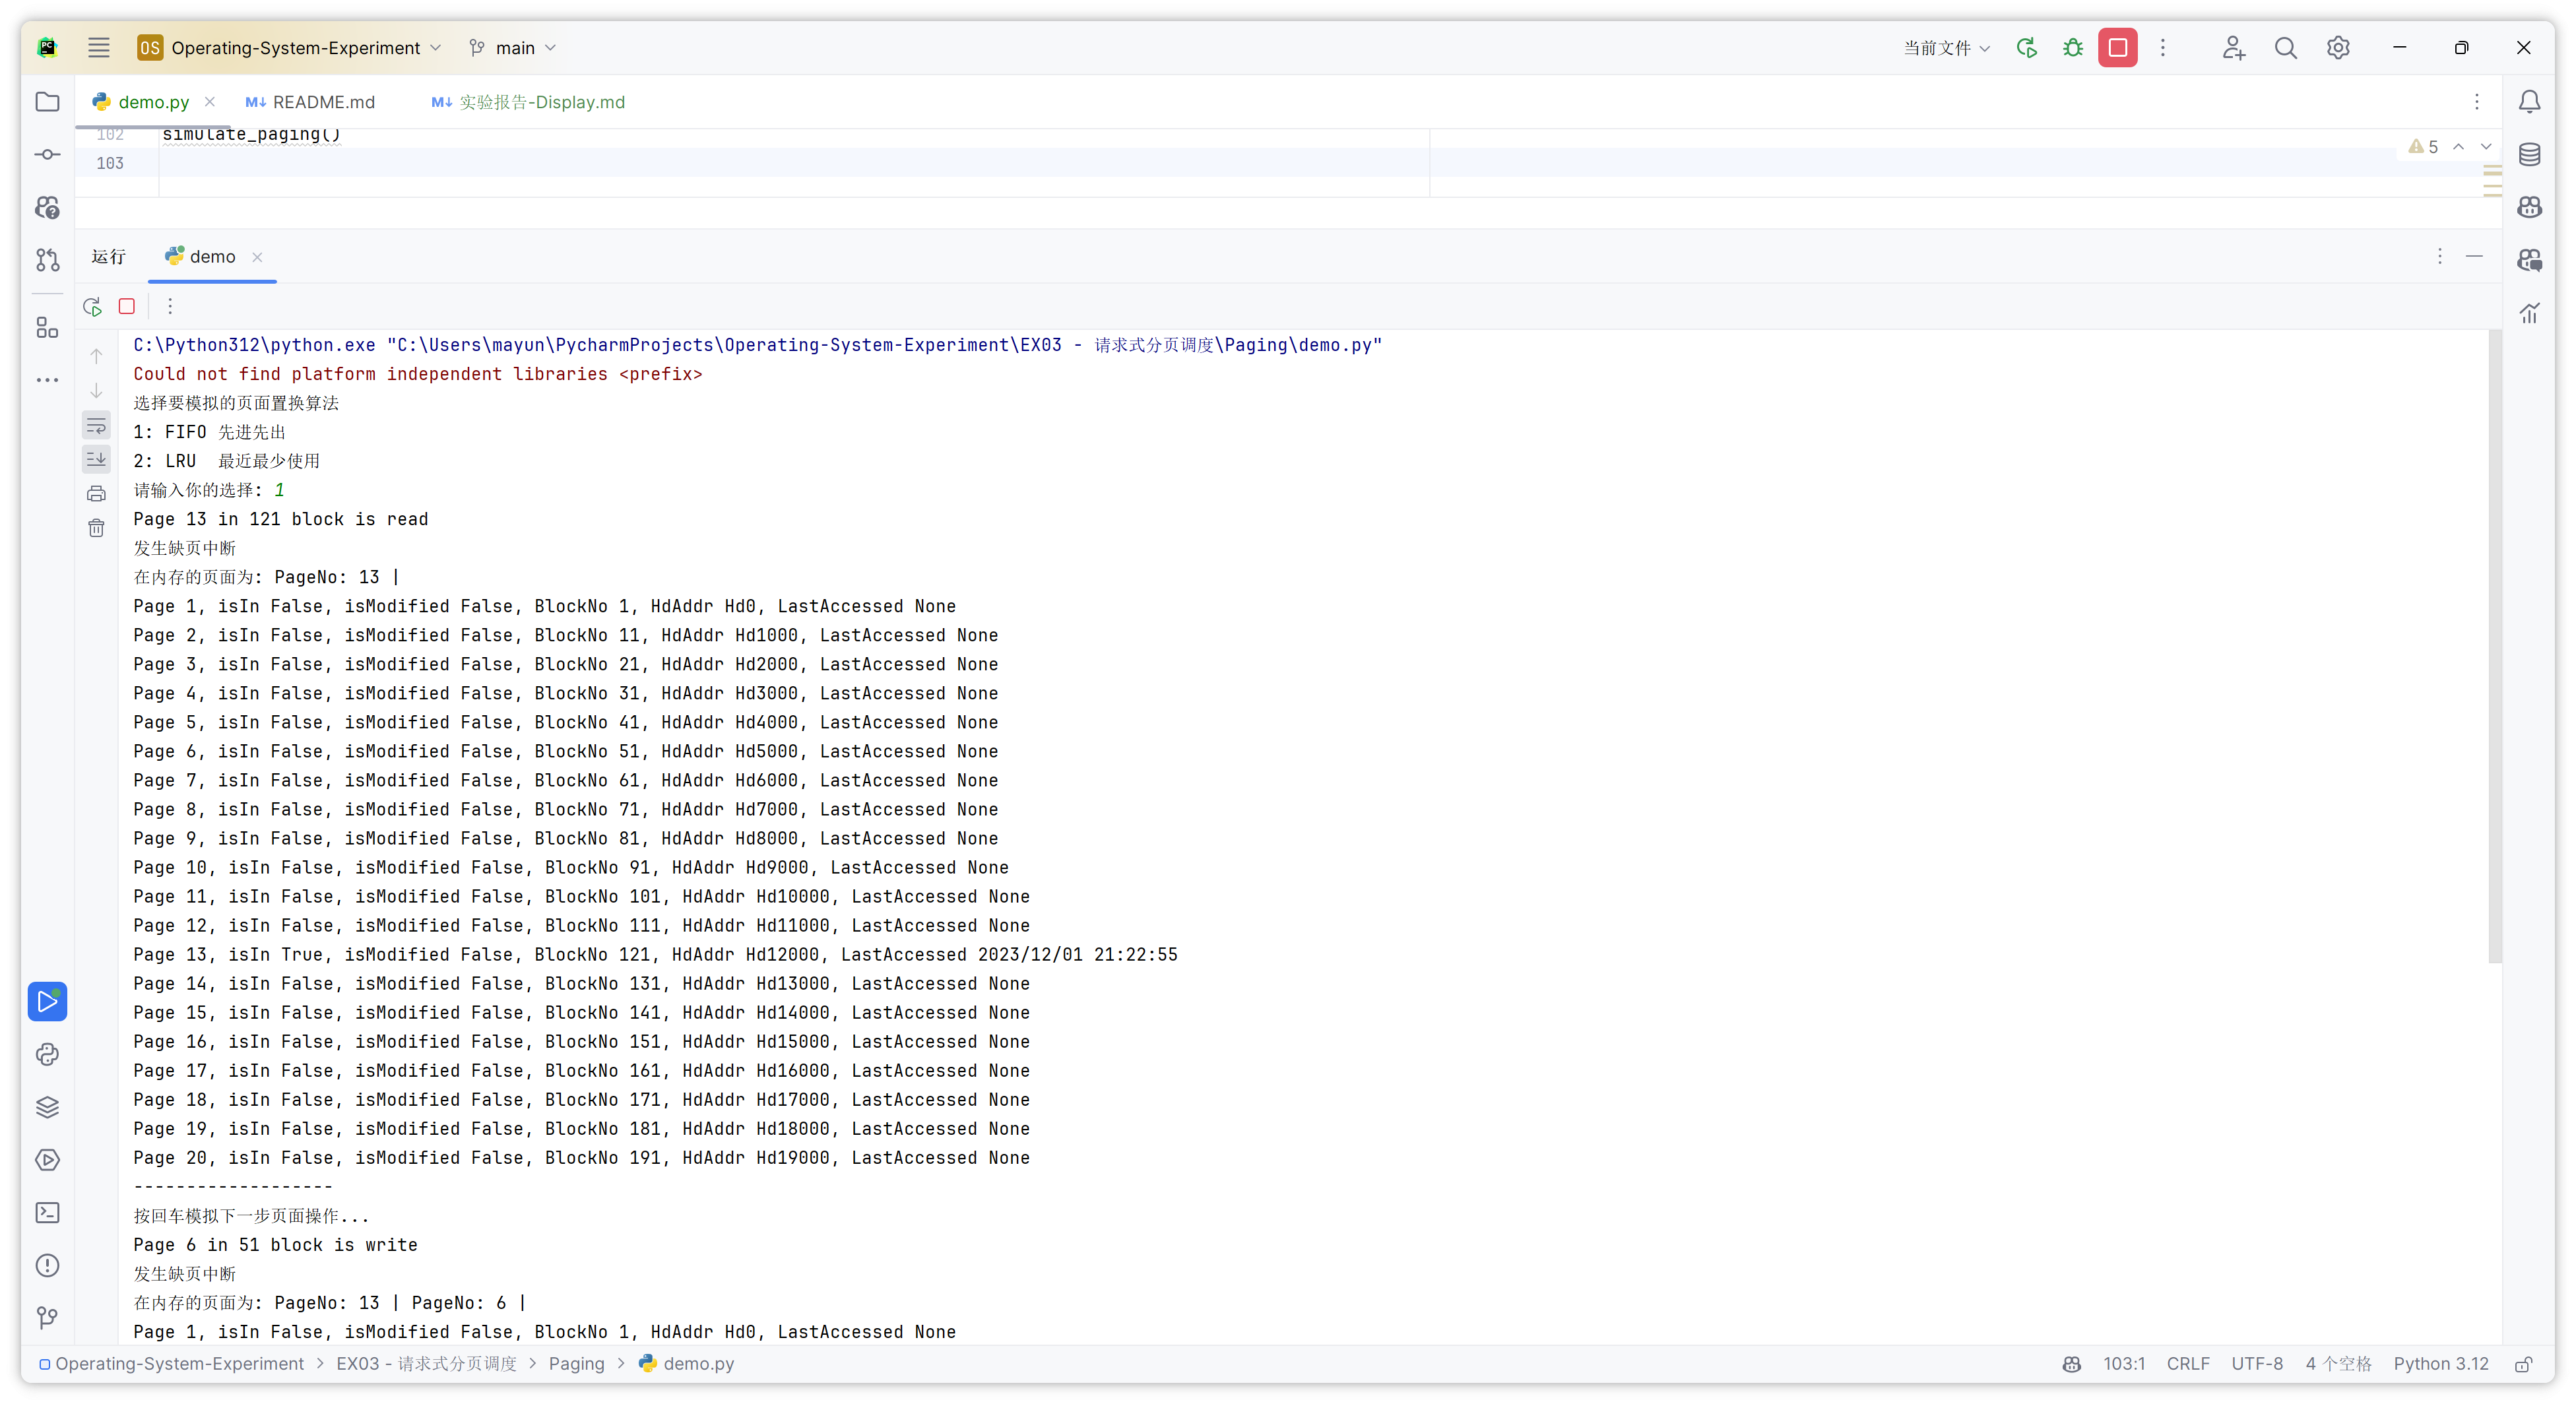 PC OS Operating-System-Experiment main 当前文件
demo.py README.md 实验报告-Display.md
102 simulate_paging()
103
5
运行 demo
C:\Python312\python.exe "C:\Users\mayun\PycharmProjects\Operating-System-Experiment\EX03 - 请求式分页调度\Paging\demo.py"
Could not find platform independent libraries <prefix>
选择要模拟的页面置换算法
1: FIFO 先进先出
2: LRU  最近最少使用
请输入你的选择: 1
Page 13 in 121 block is read
发生缺页中断
在内存的页面为: PageNo: 13 |
Page 1, isIn False, isModified False, BlockNo 1, HdAddr Hd0, LastAccessed None
Page 2, isIn False, isModified False, BlockNo 11, HdAddr Hd1000, LastAccessed None
Page 3, isIn False, isModified False, BlockNo 21, HdAddr Hd2000, LastAccessed None
Page 4, isIn False, isModified False, BlockNo 31, HdAddr Hd3000, LastAccessed None
Page 5, isIn False, isModified False, BlockNo 41, HdAddr Hd4000, LastAccessed None
Page 6, isIn False, isModified False, BlockNo 51, HdAddr Hd5000, LastAccessed None
Page 7, isIn False, isModified False, BlockNo 61, HdAddr Hd6000, LastAccessed None
Page 8, isIn False, isModified False, BlockNo 71, HdAddr Hd7000, LastAccessed None
Page 9, isIn False, isModified False, BlockNo 81, HdAddr Hd8000, LastAccessed None
Page 10, isIn False, isModified False, BlockNo 91, HdAddr Hd9000, LastAccessed None
Page 11, isIn False, isModified False, BlockNo 101, HdAddr Hd10000, LastAccessed None
Page 12, isIn False, isModified False, BlockNo 111, HdAddr Hd11000, LastAccessed None
Page 13, isIn True, isModified False, BlockNo 121, HdAddr Hd12000, LastAccessed 2023/12/01 21:22:55
Page 14, isIn False, isModified False, BlockNo 131, HdAddr Hd13000, LastAccessed None
Page 15, isIn False, isModified False, BlockNo 141, HdAddr Hd14000, LastAccessed None
Page 16, isIn False, isModified False, BlockNo 151, HdAddr Hd15000, LastAccessed None
Page 17, isIn False, isModified False, BlockNo 161, HdAddr Hd16000, LastAccessed None
Page 18, isIn False, isModified False, BlockNo 171, HdAddr Hd17000, LastAccessed None
Page 19, isIn False, isModified False, BlockNo 181, HdAddr Hd18000, LastAccessed None
Page 20, isIn False, isModified False, BlockNo 191, HdAddr Hd19000, LastAccessed None
-------------------
按回车模拟下一步页面操作...
Page 6 in 51 block is write
发生缺页中断
在内存的页面为: PageNo: 13 | PageNo: 6 |
Page 1, isIn False, isModified False, BlockNo 1, HdAddr Hd0, LastAccessed None
Operating-System-Experiment > EX03 - 请求式分页调度 > Paging > demo.py 103:1 CRLF UTF-8 4 个空格 Python 3.12